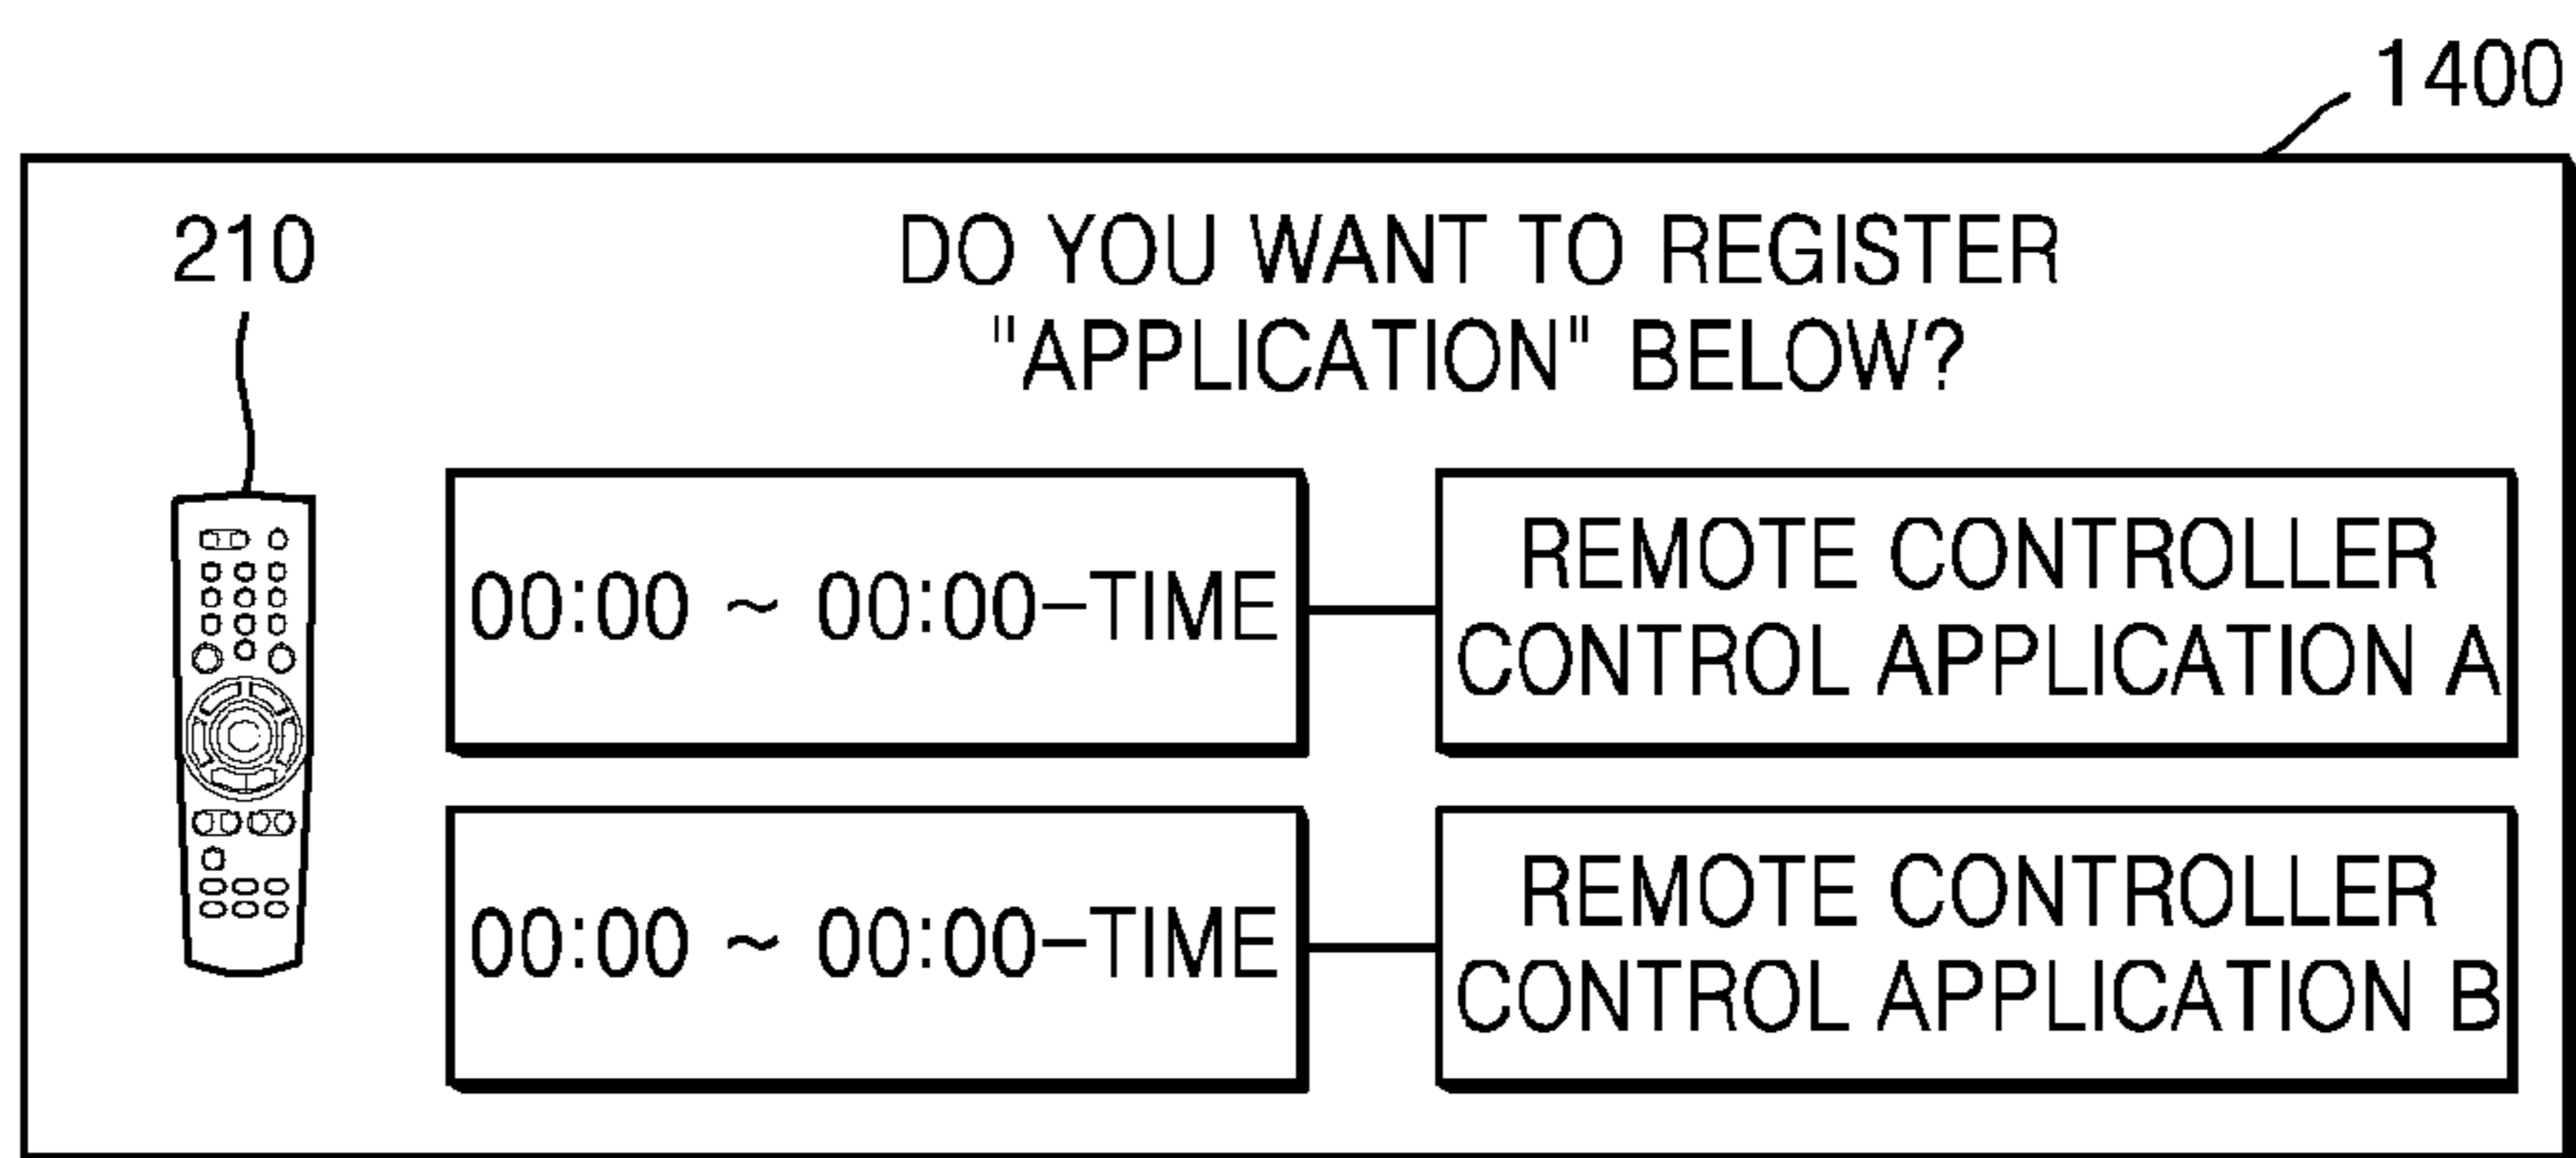 1400
210
DO YOU WANT TO REGISTER
"APPLICATION" BELOW?
00:00 ~ 00:00-TIME
REMOTE CONTROLLER
CONTROL APPLICATION A
00:00 ~ 00:00-TIME
REMOTE CONTROLLER
CONTROL APPLICATION B